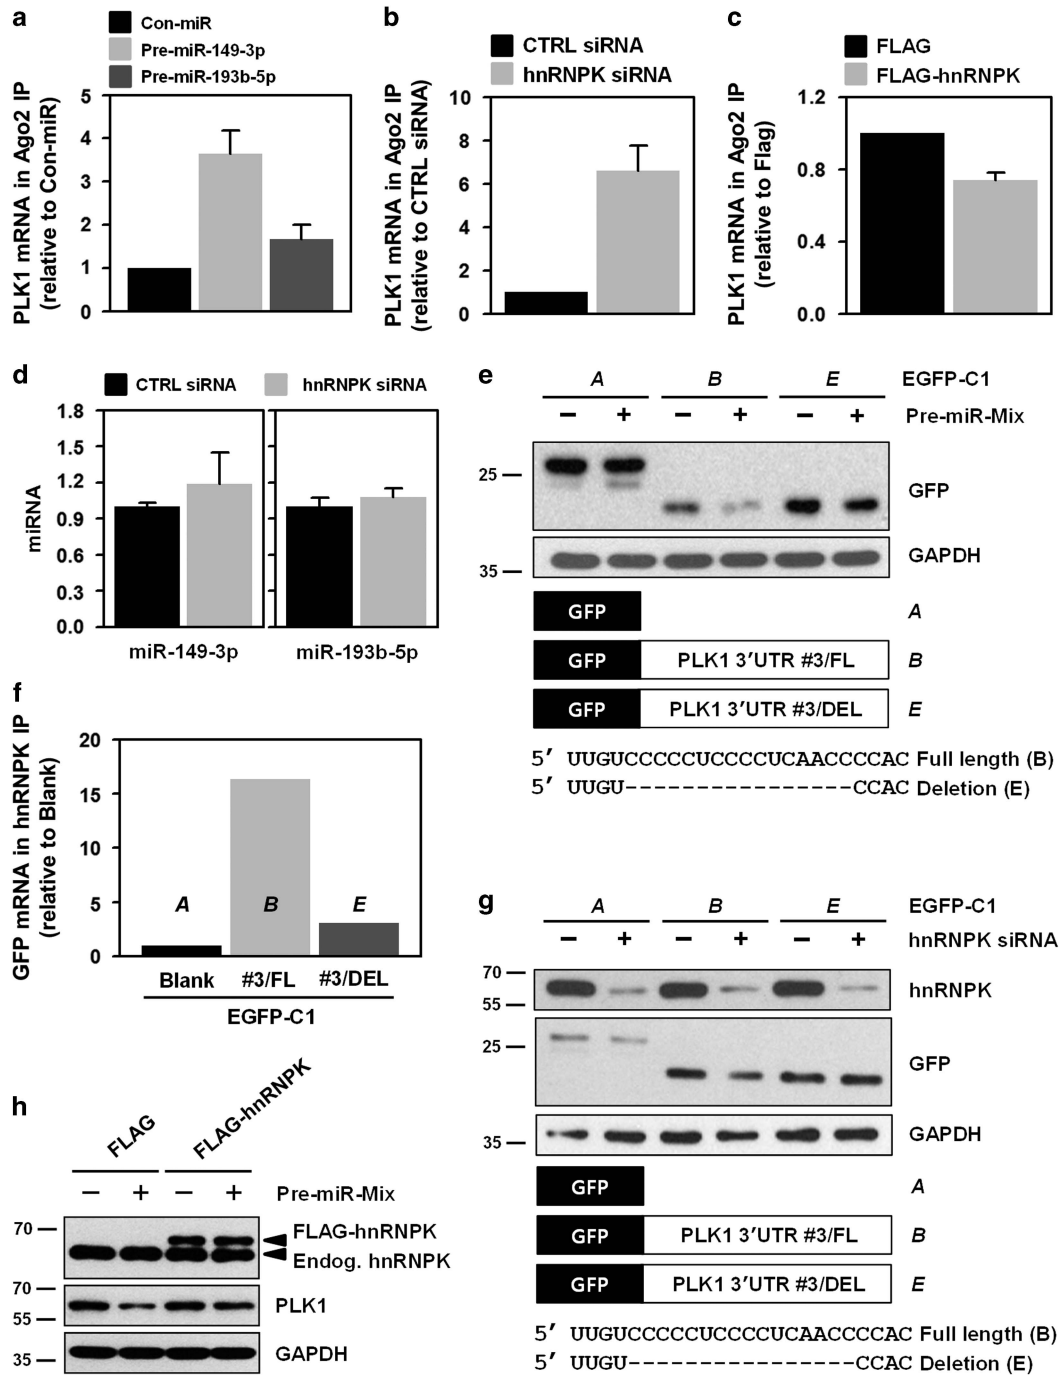 a
Con-miR
Pre-miR-149-3p
Pre-miR-193b-5p
PLK1 mRNA in Ago2 IP
(relative to Con-miR)
5
4
3
2
1
0
b
CTRL siRNA
hnRNPK siRNA
PLK1 mRNA in Ago2 IP
(relative to CTRL siRNA)
10
8
6
4
2
0
c
FLAG
FLAG-hnRNPK
PLK1 mRNA in Ago2 IP
(relative to Flag)
1.2
0.8
0.4
0.0
d
CTRL siRNA
hnRNPK siRNA
miRNA
1.8
1.5
1.2
0.9
0.6
0.3
0.0
miR-149-3p
miR-193b-5p
e
A B E EGFP-C1
– + – + – + Pre-miR-Mix
25
GFP
35
GAPDH
GFP A
GFP PLK1 3′UTR #3/FL B
GFP PLK1 3′UTR #3/DEL E
5′ UUGUCCCCCUCCCCUCAACCCCAC Full length (B)
5′ UUGU----------------CCAC Deletion (E)
f
GFP mRNA in hnRNPK IP
(relative to Blank)
20
15
10
5
0
A B E
Blank #3/FL #3/DEL
EGFP-C1
g
A B E EGFP-C1
– + – + – + hnRNPK siRNA
70
55
hnRNPK
25
GFP
35
GAPDH
GFP A
GFP PLK1 3′UTR #3/FL B
GFP PLK1 3′UTR #3/DEL E
5′ UUGUCCCCCUCCCCUCAACCCCAC Full length (B)
5′ UUGU----------------CCAC Deletion (E)
h
FLAG
FLAG-hnRNPK
– + – + Pre-miR-Mix
70
FLAG-hnRNPK
Endog. hnRNPK
70
55
PLK1
35
GAPDH